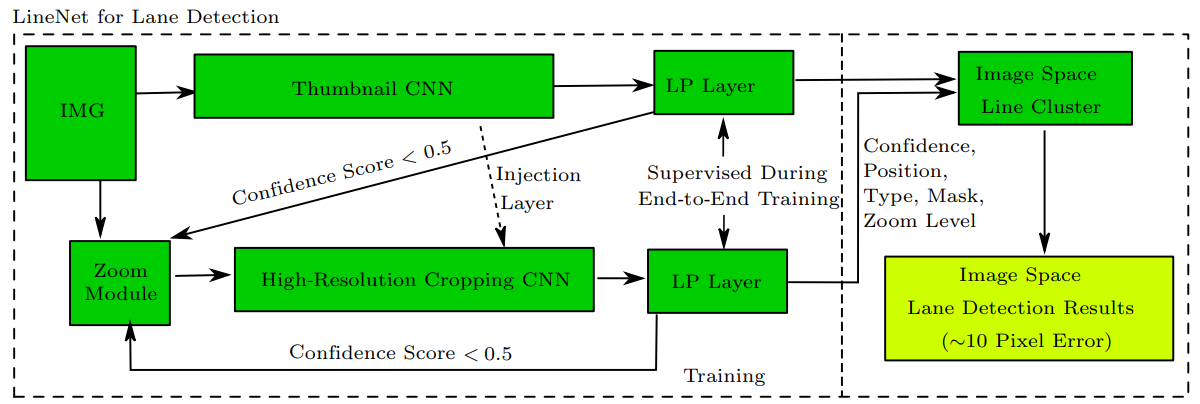 LineNet for Lane Detection
IMG
Thumbnail CNN
LP Layer
Image Space
Line Cluster
Confidence Score < 0.5
Injection
Layer
Supervised During
End-to-End Training
Confidence,
Position,
Type, Mask,
Zoom Level
Zoom
Module
High-Resolution Cropping CNN
LP Layer
Image Space
Lane Detection Results
(~10 Pixel Error)
Confidence Score < 0.5
Training